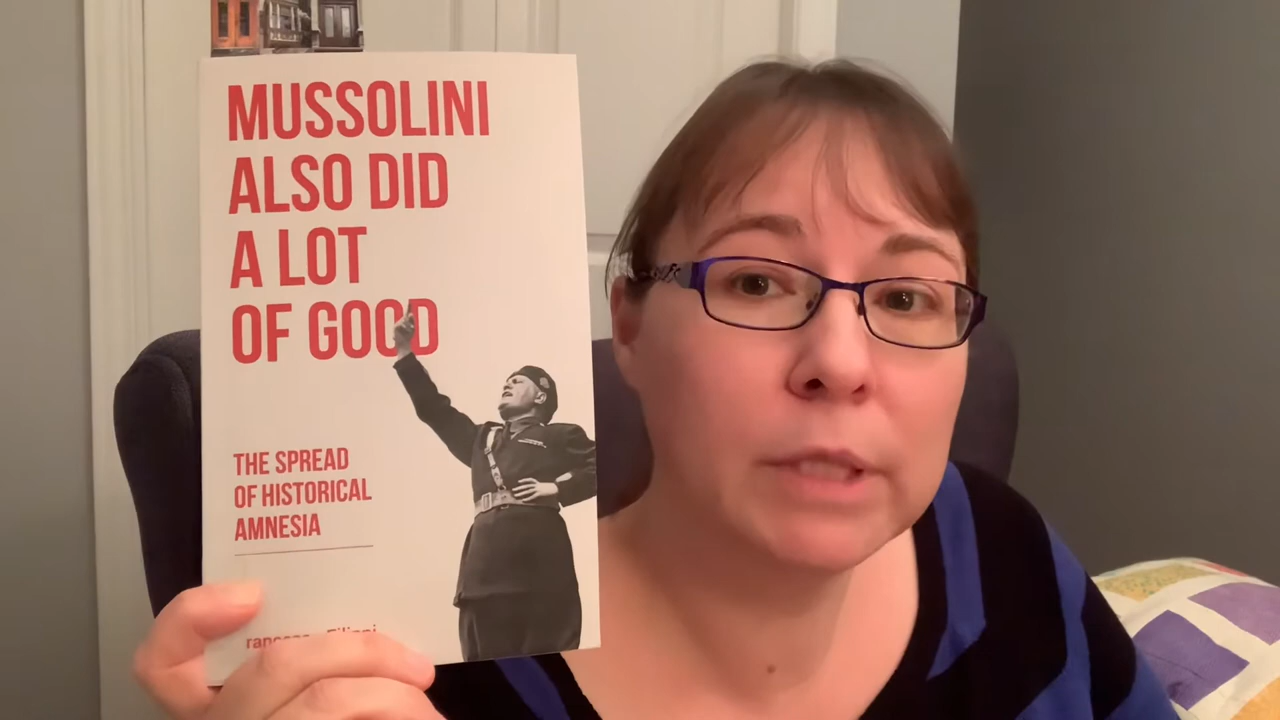 MUSSOLINI
ALSO DID
A LOT
OF GOOD
THE SPREAD
OF HISTORICAL
AMNESIA